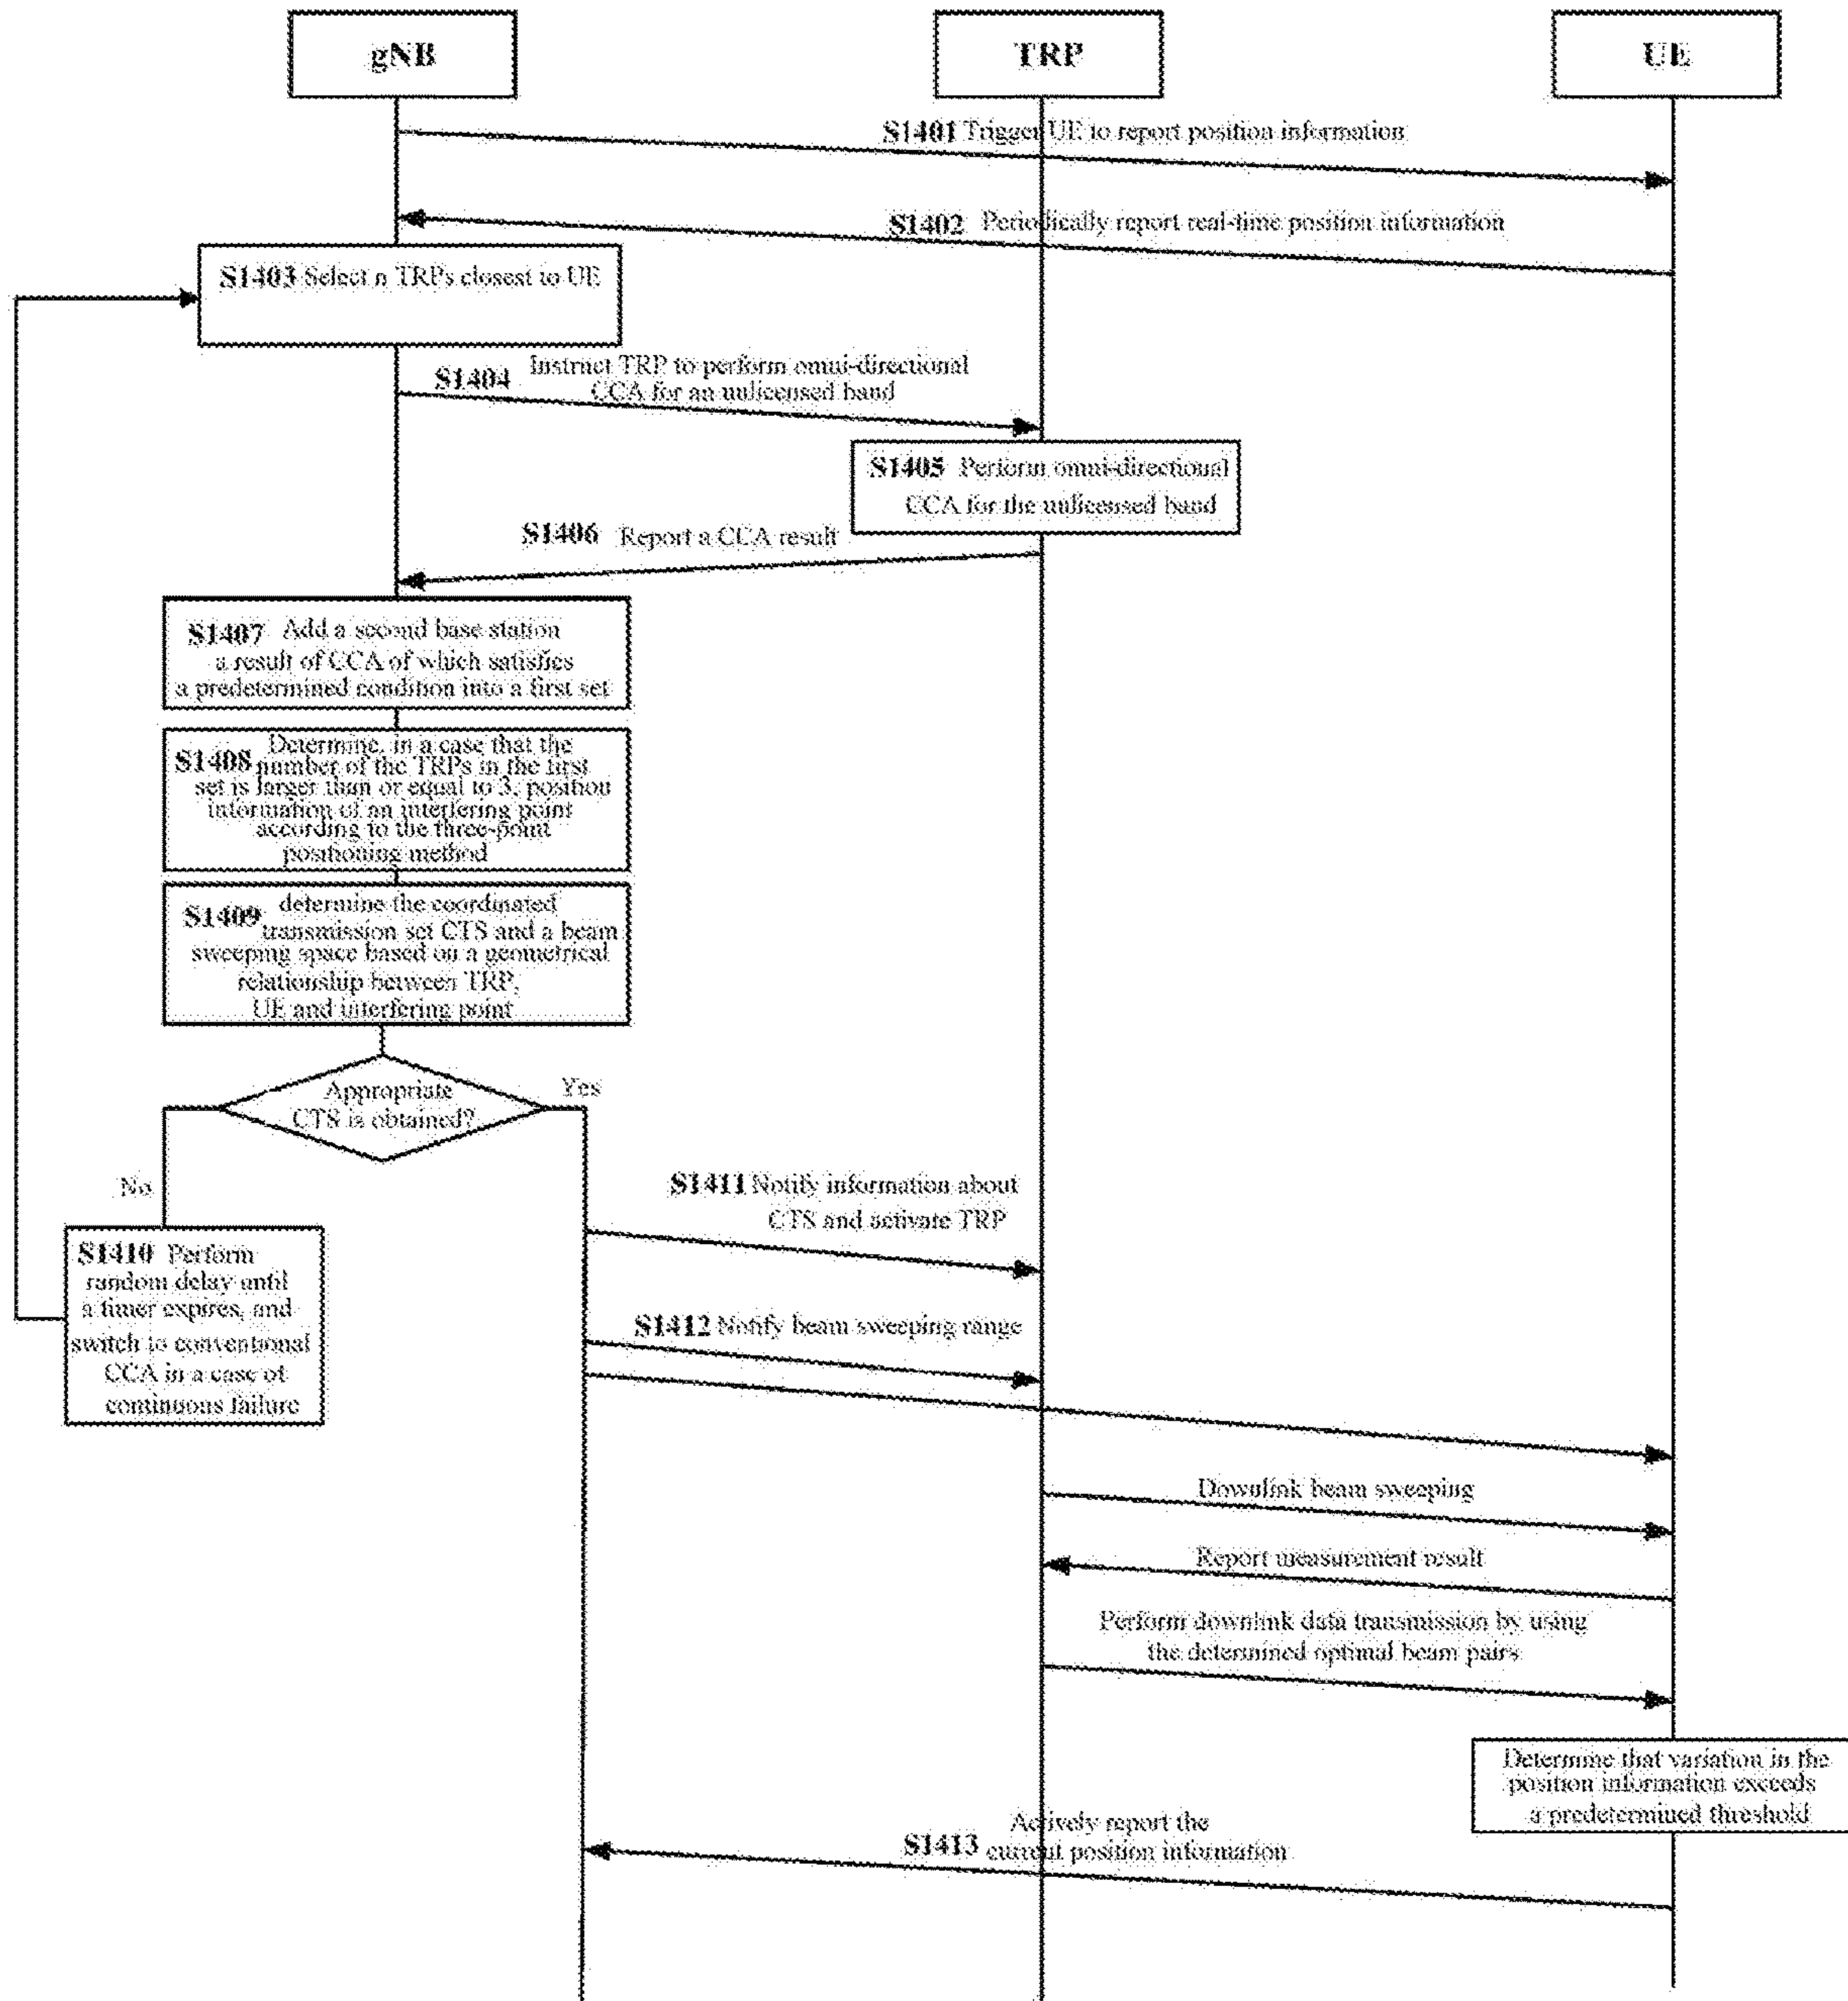 gNB
TRP
UE
S1401 Trigger UE to report position information
S1402 Periodically report real-time position information
S1403 Select n TRPs closest to UE
S1404 Instruct TRP to perform omni-directional
CCA for an unlicensed band
S1405 Perform omni-directional
CCA for the unlicensed band
S1406 Report a CCA result
S1407 Add a second base station
a result of CCA of which satisfies
a predetermined condition into a first set
S1408 Determine, in a case that the
number of the TRPs in the first
set is larger than or equal to 3, position
information of an interfering point
according to the three-point
positioning method
S1409 determine the coordinated
transmission set CTS and a beam
sweeping space based on a geometrical
relationship between TRP,
UE and interfering point
Appropriate
CTS is obtained?
Yes
No
S1410 Perform
random delay until
a timer expires, and
switch to conventional
CCA in a case of
continuous failure
S1411 Notify information about
CTS and activate TRP
S1412 Notify beam sweeping range
Downlink beam sweeping
Report measurement result
Perform downlink data transmission by using
the determined optimal beam pairs
Determine that variation in the
position information exceeds
a predetermined threshold
S1413 Actively report the
current position information